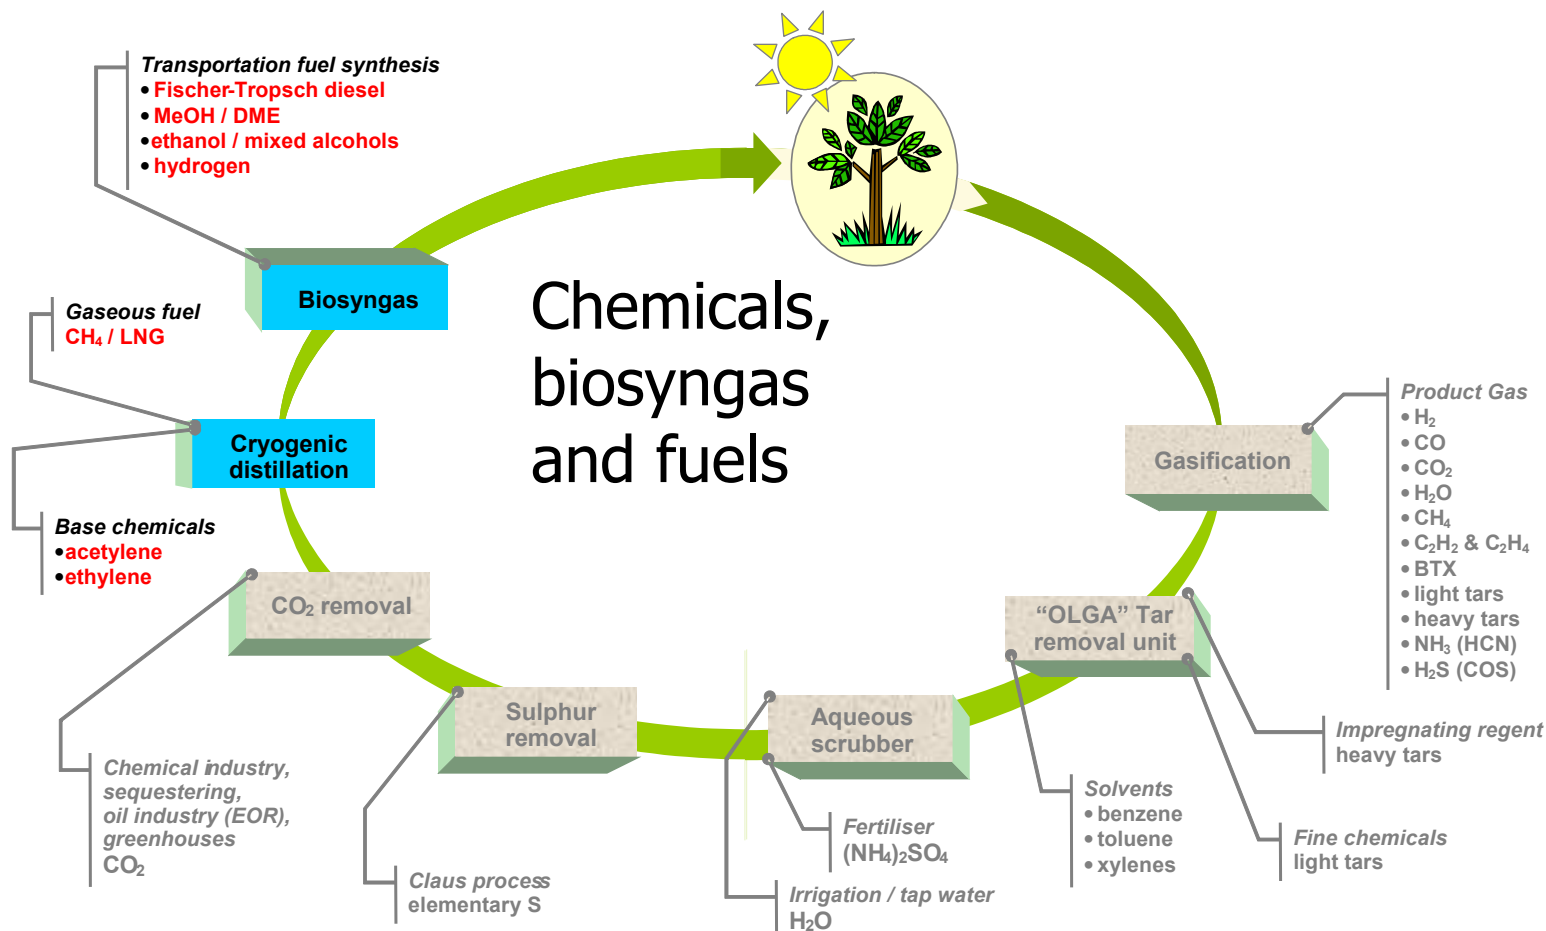 Transportation fuel synthesis
• Fischer-Tropsch diesel
• MeOH / DME
•ethanol / mixed alcohols
• hydrogen
Biosyngas
Gaseous fuel
CH₄ / LNG
Cryogenic
distillation
Base chemicals
•acetylene
•ethylene
Chemicals,
biosyngas
and fuels
Gasification
Product Gas
• H₂
• CO
• CO₂
• H₂O
• CH₄
• C₂H₂ & C₂H₄
• BTX
• light tars
• heavy tars
• NH₃ (HCN)
• H₂S (COS)
“OLGA” Tar
removal unit
Impregnating regent
heavy tars
Fine chemicals
light tars
Solvents
• benzene
• toluene
• xylenes
Aqueous
scrubber
Fertiliser
(NH₄)₂SO₄
Irrigation / tap water
H₂O
Sulphur
removal
Claus process
elementary S
CO₂ removal
Chemical industry,
sequestering,
oil industry (EOR),
greenhouses
CO₂